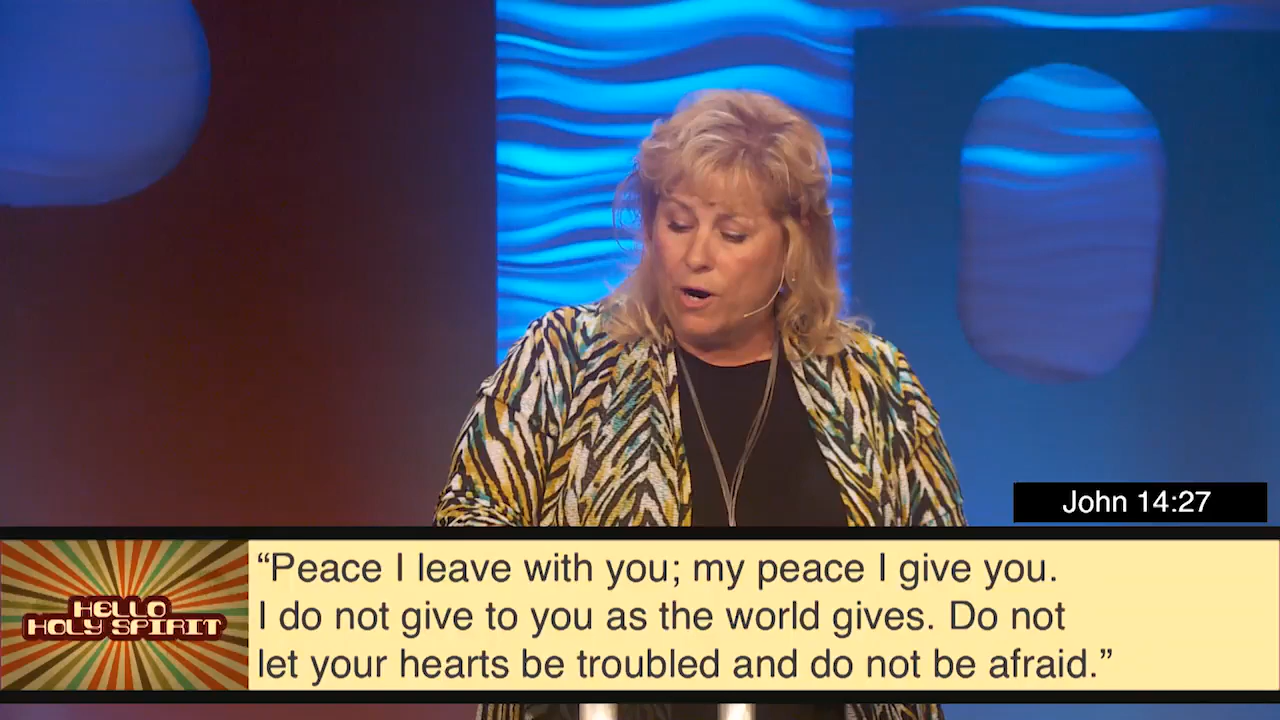 John 14:27
HELLO
HOLY SPIRIT
“Peace I leave with you; my peace I give you.
I do not give to you as the world gives. Do not
let your hearts be troubled and do not be afraid.”